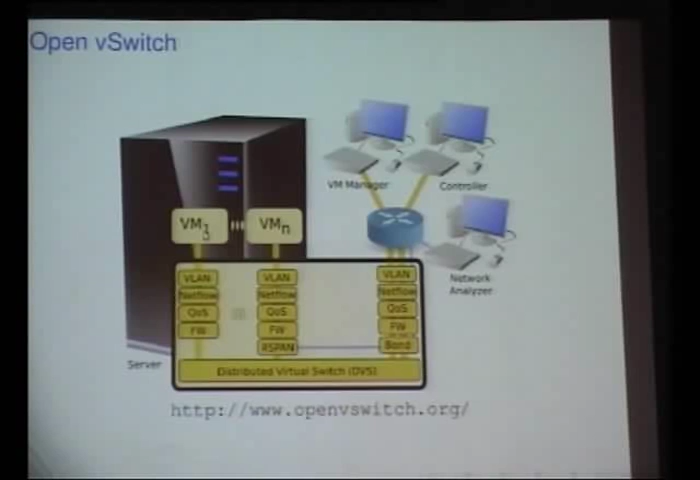 Open vSwitch
VM Manager
Controller
VM1
VMn
Network
Analyzer
VLAN
Netflow
QoS
FW
VLAN
Netflow
QoS
FW
RSPAN
VLAN
Netflow
QoS
FW
Bond
Server
Distributed Virtual Switch (OVS)
http://www.openvswitch.org/